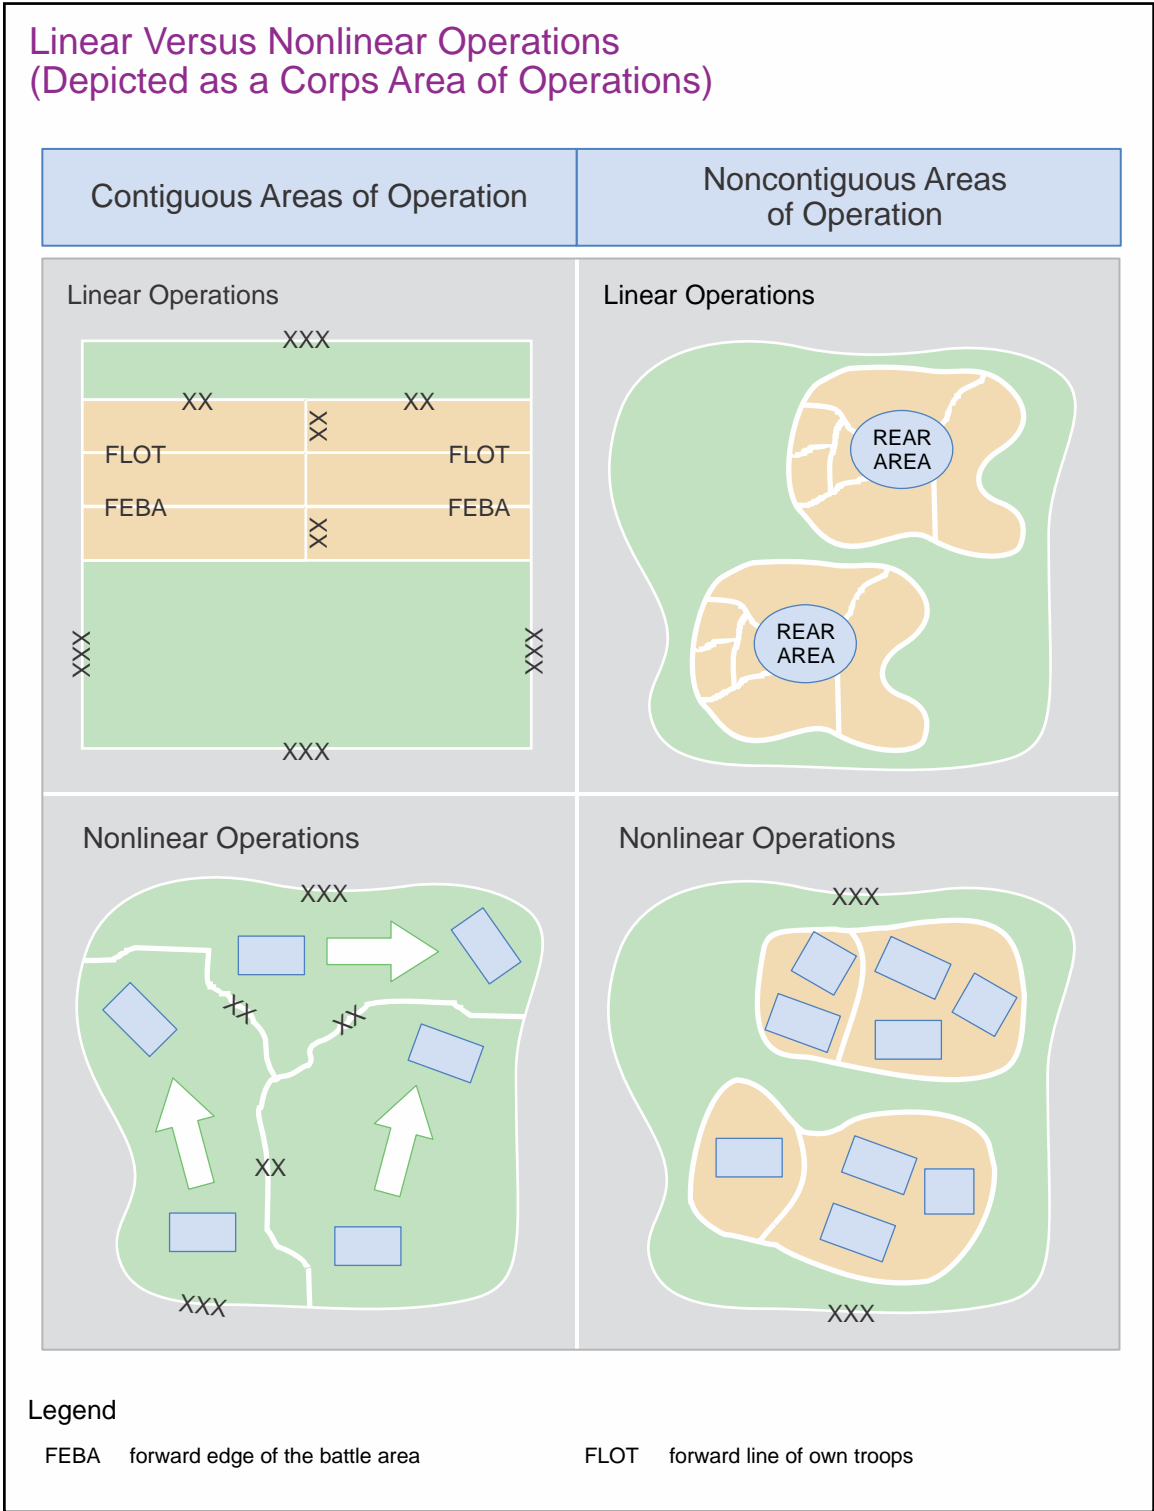 Linear Versus Nonlinear Operations
(Depicted as a Corps Area of Operations)
Contiguous Areas of Operation
Noncontiguous Areas
of Operation
Linear Operations
XXX
XX
XX
XX
FLOT
FLOT
FEBA
FEBA
XX
XXX
XXX
XXX
Linear Operations
REAR
AREA
REAR
AREA
Nonlinear Operations
XXX
XX
XX
XX
XXX
Nonlinear Operations
XXX
XXX
Legend
FEBA forward edge of the battle area
FLOT forward line of own troops